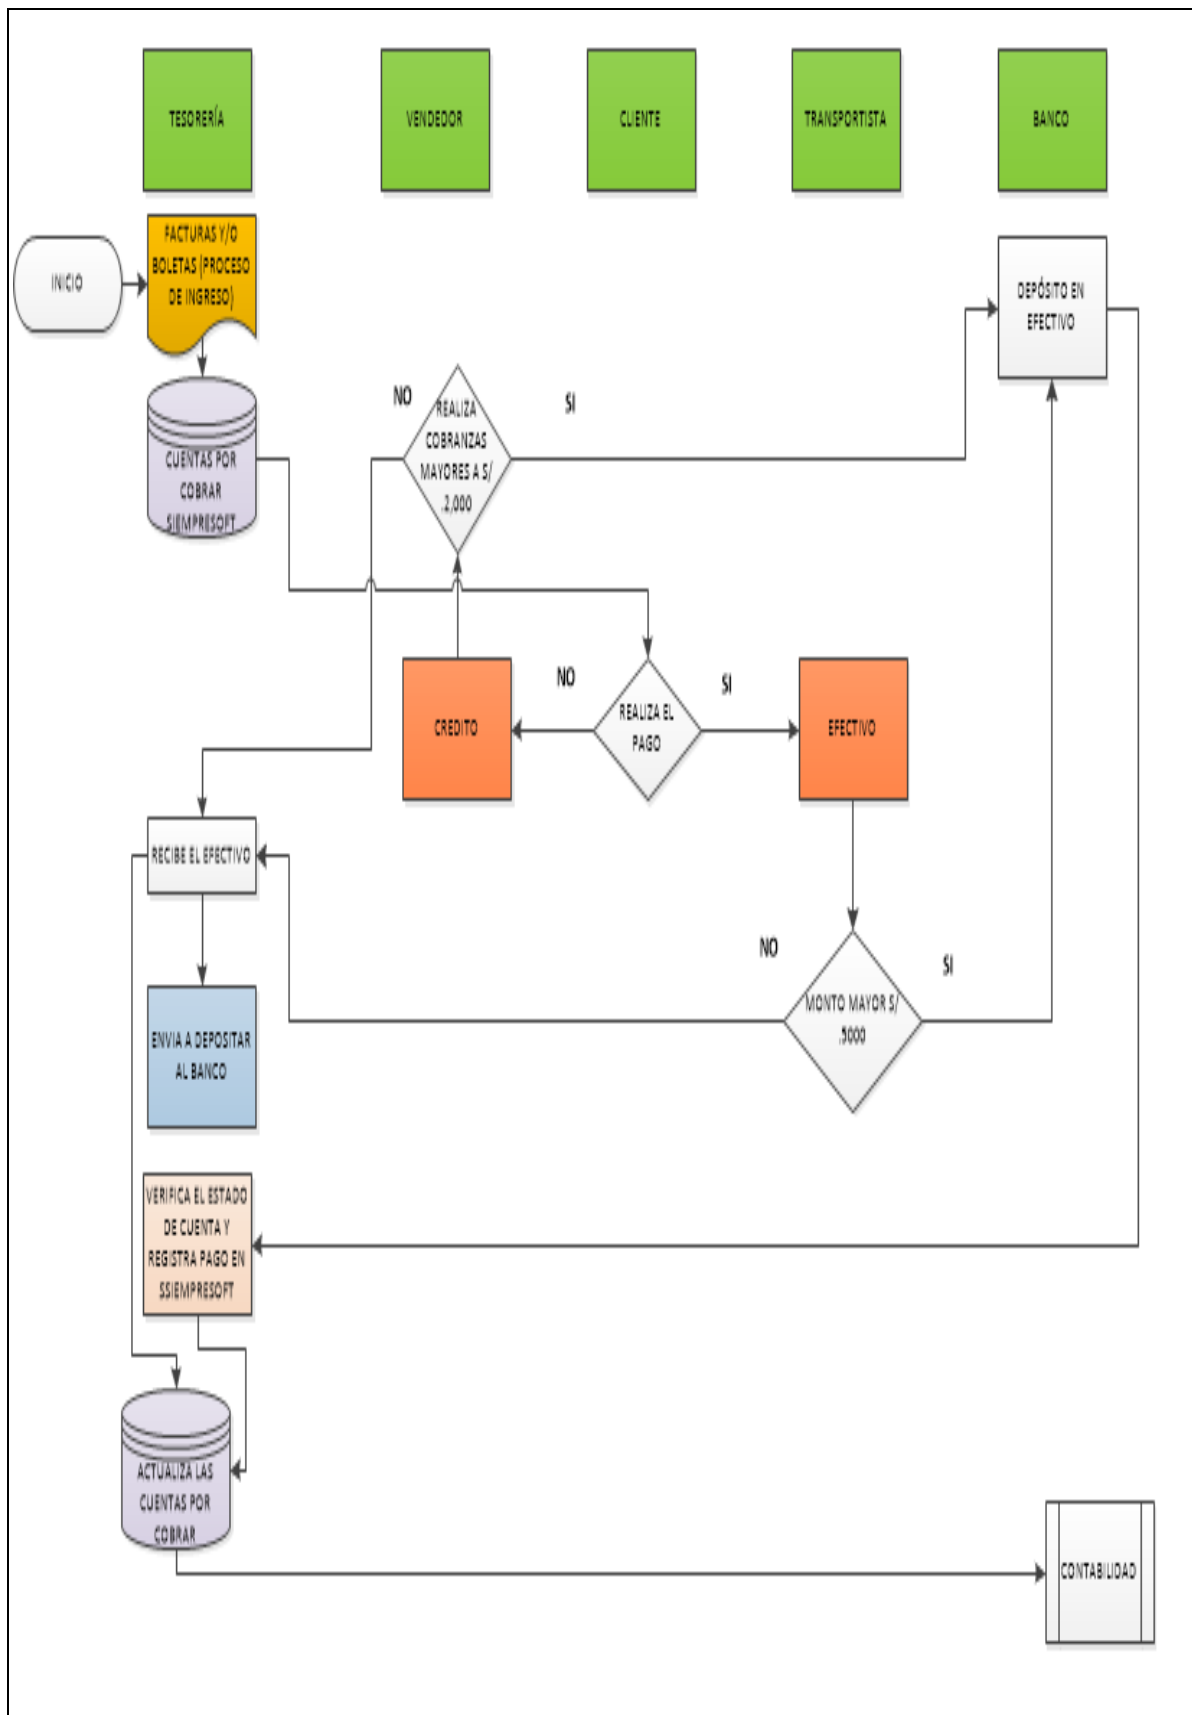 TESORERÍA
VENDEDOR
CLIENTE
TRANSPORTISTA
BANCO
INICIO
FACTURAS Y/O
BOLETAS (PROCESO
DE INGRESO)
DEPÓSITO EN
EFECTIVO
CUENTAS POR
COBRAR
SIEMPRESOFT
NO
REALIZA
COBRANZAS
MAYORES A S/
.2,000
SI
CREDITO
NO
REALIZA EL
PAGO
SI
EFECTIVO
RECIBE EL EFECTIVO
NO
MONTO MAYOR S/
.5000
SI
ENVIA A DEPOSITAR
AL BANCO
VERIFICA EL ESTADO
DE CUENTA Y
REGISTRA PAGO EN
SSIEMPRESOFT
ACTUALIZA LAS
CUENTAS POR
COBRAR
CONTABILIDAD